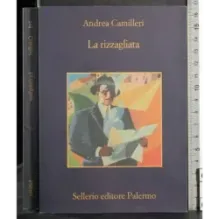 Andrea Camilleri
La rizzagliata
Sellerio editore Palermo